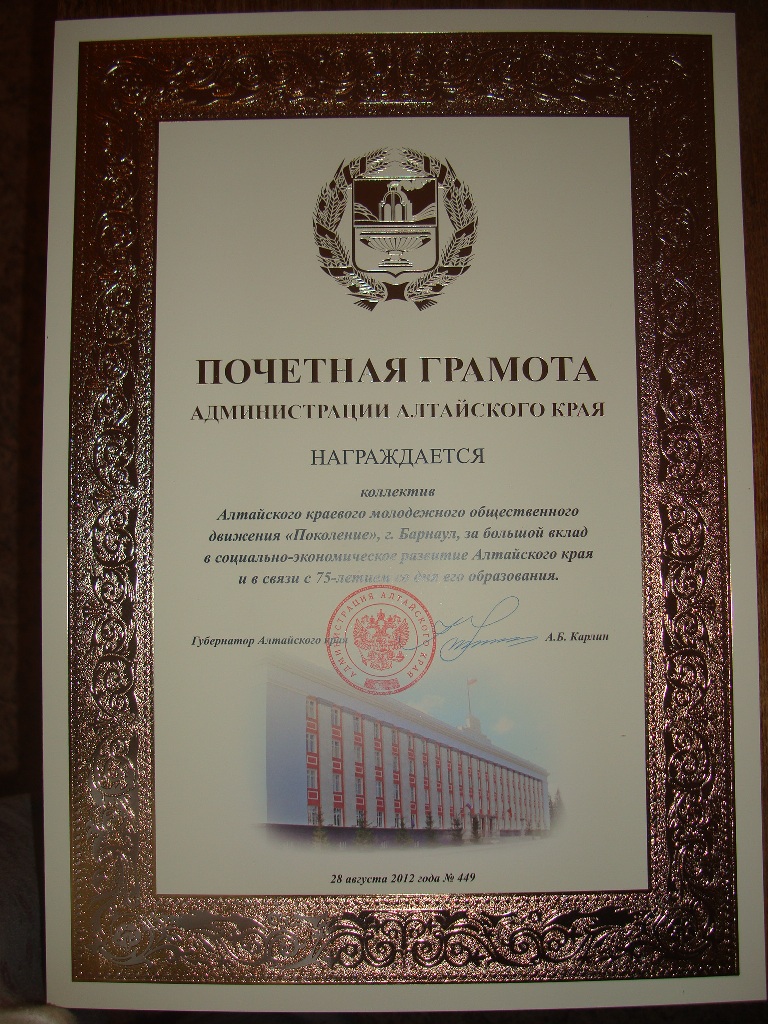 ПОЧЕТНАЯ ГРАМОТА
АДМИНИСТРАЦИИ АЛТАЙСКОГО КРАЯ
НАГРАЖДАЕТСЯ
коллектив
Алтайского краевого молодежного общественного
движения «Поколение», г. Барнаул, за большой вклад
в социально-экономическое развитие Алтайского края
и в связи с 75-летием со дня его образования.
АДМИНИСТРАЦИЯ АЛТАЙСКОГО КРАЯ
Губернатор Алтайского края А.Б. Карлин
28 августа 2012 года № 449